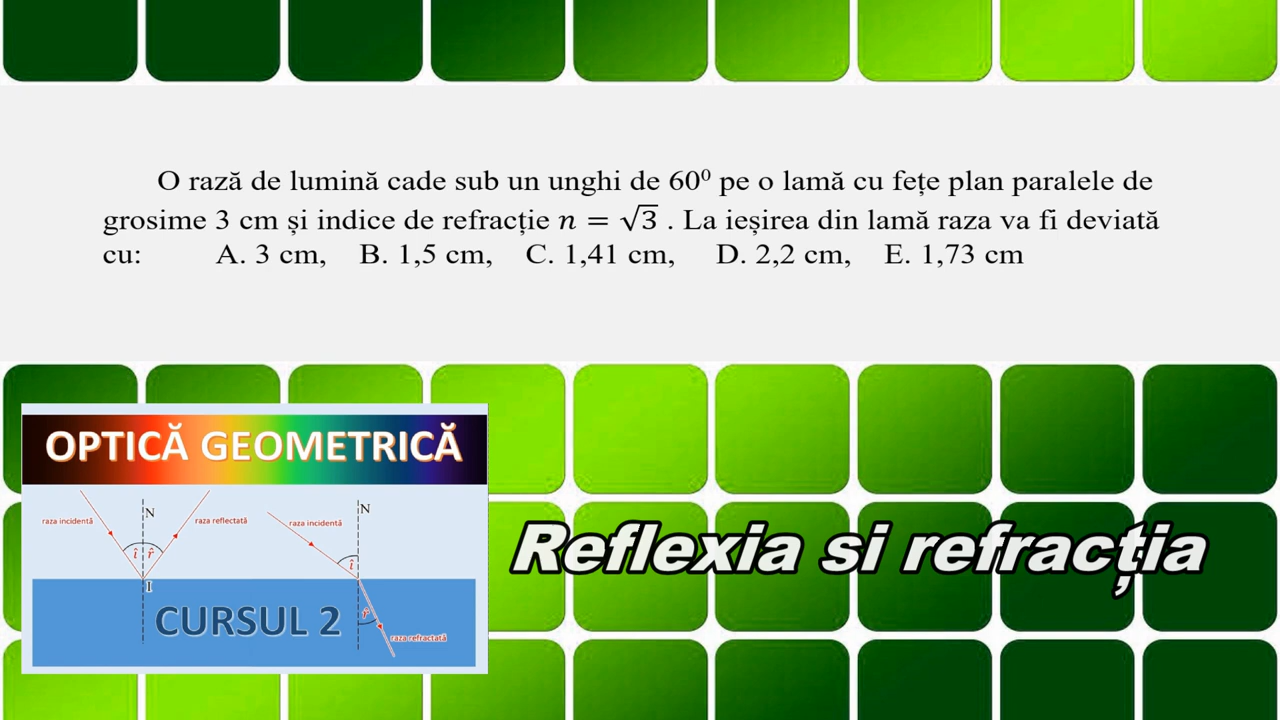 O rază de lumină cade sub un unghi de 60⁰ pe o lamă cu fețe plan paralele de
grosime 3 cm și indice de refracție n = √3 . La ieșirea din lamă raza va fi deviată
cu: A. 3 cm, B. 1,5 cm, C. 1,41 cm, D. 2,2 cm, E. 1,73 cm
OPTICĂ GEOMETRICĂ
N
raza incidentă
raza reflectată
î
r̂
I
N
raza incidentă
î
r̂
raza refractată
CURSUL 2
Reflexia si refracția